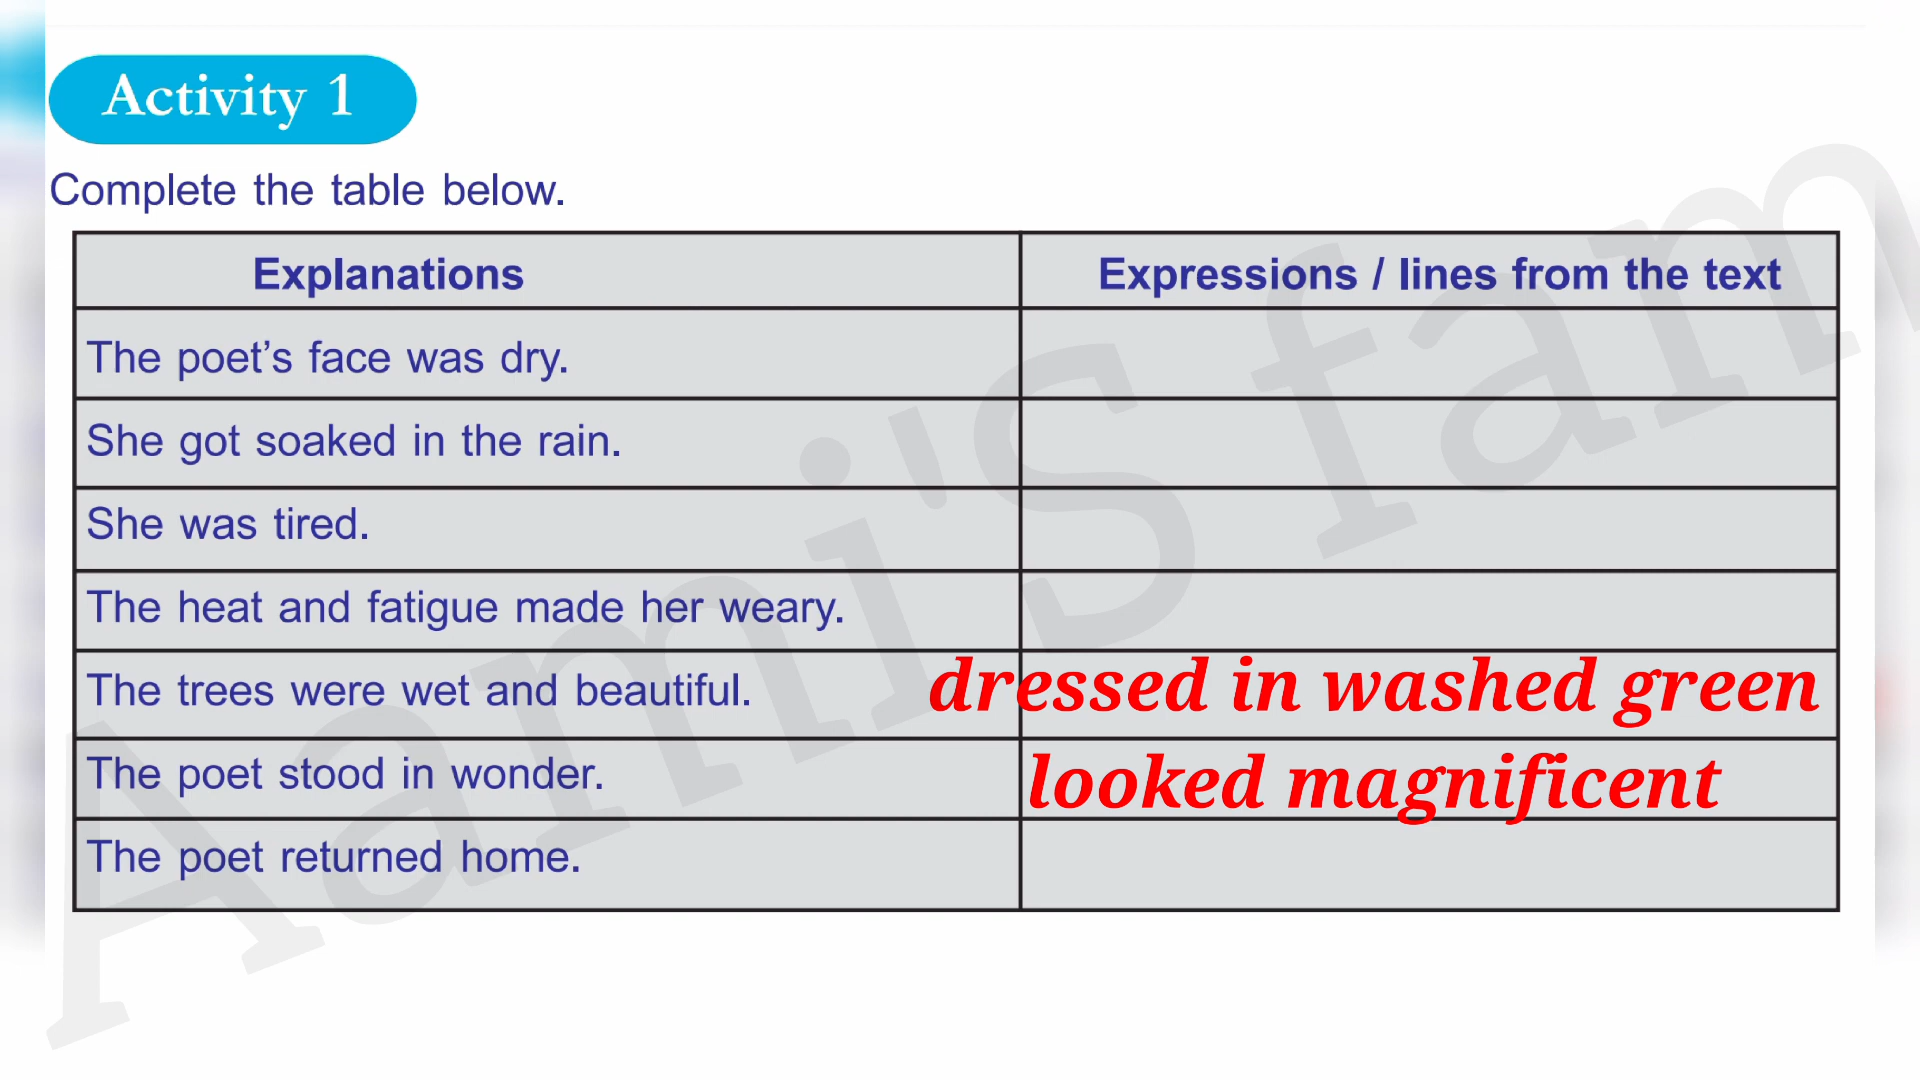 Activity 1
Complete the table below.
Explanations
Expressions / lines from the text
The poet’s face was dry.
She got soaked in the rain.
She was tired.
The heat and fatigue made her weary.
The trees were wet and beautiful.
dressed in washed green
The poet stood in wonder.
looked magnificent
The poet returned home.
Aami'S fam